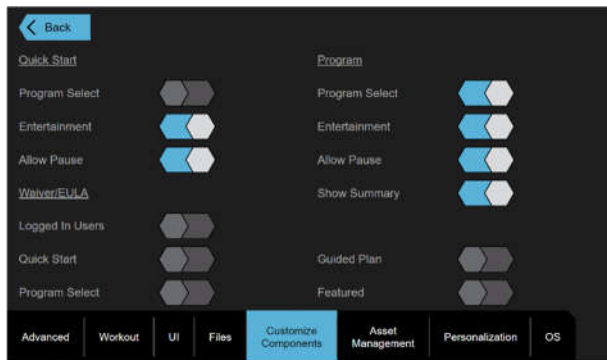 Back
Quick Start
Program Select
Entertainment
Allow Pause
Waiver/EULA
Logged In Users
Quick Start
Program Select
Program
Program Select
Entertainment
Allow Pause
Show Summary
Guided Plan
Featured
Advanced
Workout
UI
Files
Customize
Components
Asset
Management
Personalization
OS